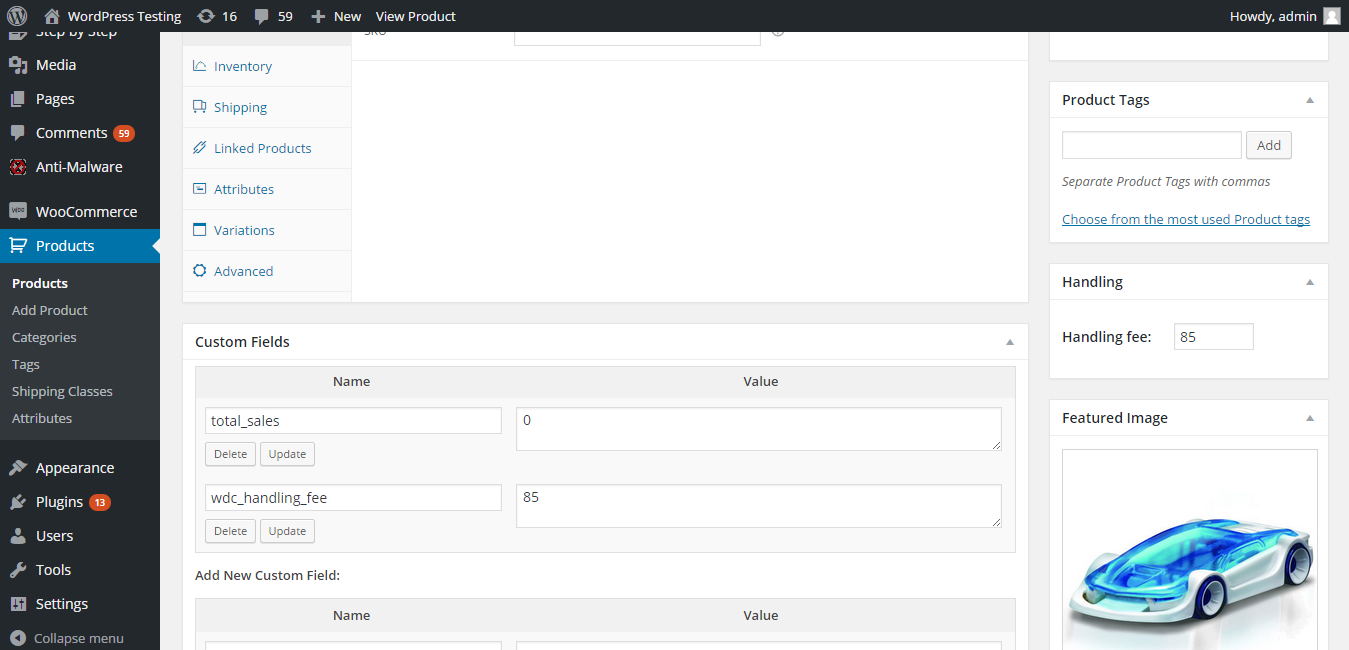 WordPress Testing 16 59 New View Product Howdy, admin
Step by Step
Media
Pages
Comments 59
Anti-Malware
WooCommerce
Products
Products
Add Product
Categories
Tags
Shipping Classes
Attributes
Appearance
Plugins 13
Users
Tools
Settings
Collapse menu
SKU
Inventory
Shipping
Linked Products
Attributes
Variations
Advanced
Custom Fields
Name Value
total_sales 0
Delete Update
wdc_handling_fee 85
Delete Update
Add New Custom Field:
Name Value
Product Tags
Add
Separate Product Tags with commas
Choose from the most used Product tags
Handling
Handling fee: 85
Featured Image